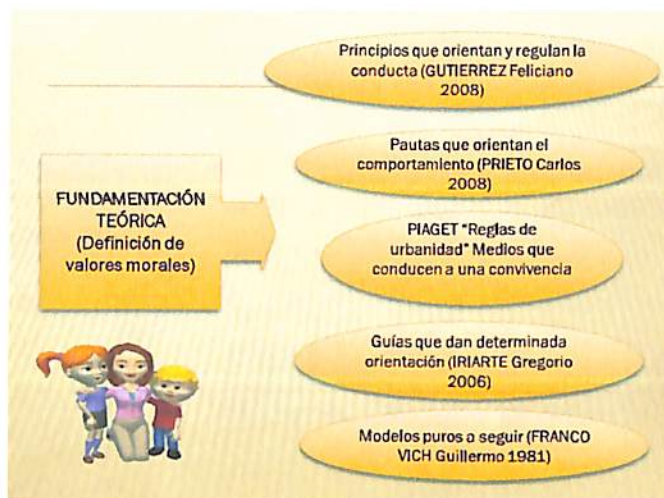 Principios que orientan y regulan la
conducta (GUTIERREZ Feliciano
2008)
Pautas que orientan el
comportamiento (PRIETO Carlos
2008)
FUNDAMENTACIÓN
TEÓRICA
(Definición de
valores morales)
PIAGET "Reglas de
urbanidad" Medios que
conducen a una convivencia
Guías que dan determinada
orientación (IRIARTE Gregorio
2006)
Modelos puros a seguir (FRANCO
VICH Guillermo 1981)